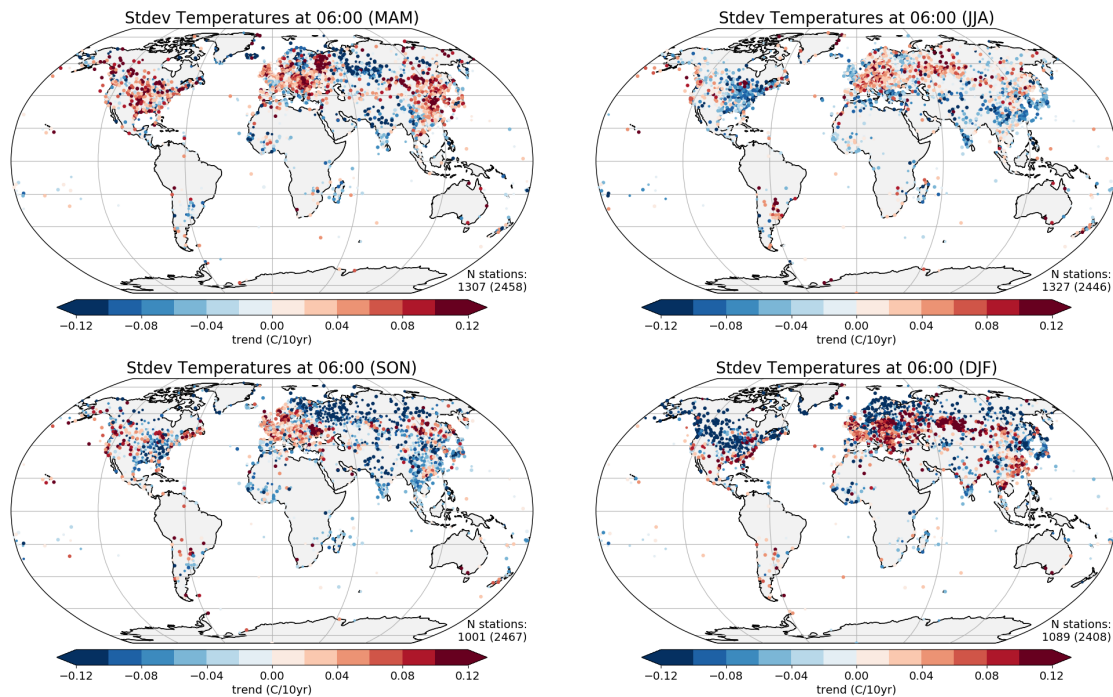 Stdev Temperatures at 06:00 (MAM)
N stations:
1307 (2458)
−0.12 −0.08 −0.04 0.00 0.04 0.08 0.12
trend (C/10yr)
Stdev Temperatures at 06:00 (JJA)
N stations:
1327 (2446)
−0.12 −0.08 −0.04 0.00 0.04 0.08 0.12
trend (C/10yr)
Stdev Temperatures at 06:00 (SON)
N stations:
1001 (2467)
−0.12 −0.08 −0.04 0.00 0.04 0.08 0.12
trend (C/10yr)
Stdev Temperatures at 06:00 (DJF)
N stations:
1089 (2408)
−0.12 −0.08 −0.04 0.00 0.04 0.08 0.12
trend (C/10yr)